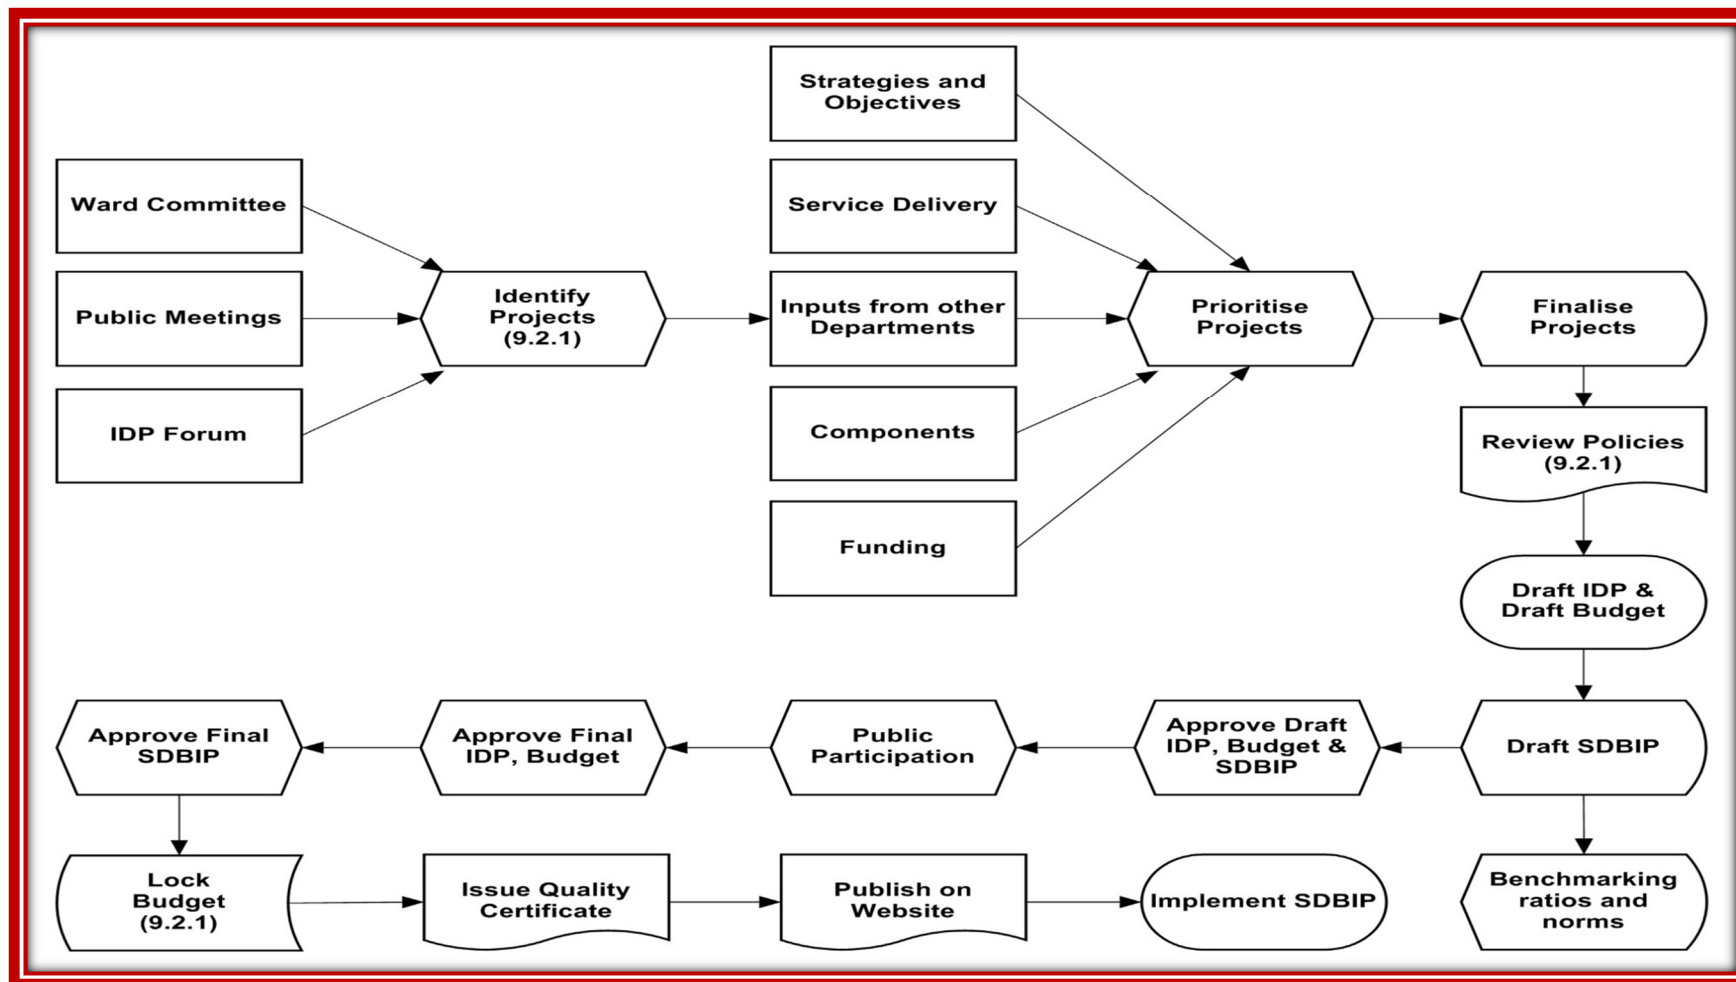 Strategies and
Objectives
Ward Committee
Service Delivery
Public Meetings
Identify
Projects
(9.2.1)
Inputs from other
Departments
Prioritise
Projects
Finalise
Projects
IDP Forum
Components
Review Policies
(9.2.1)
Funding
Draft IDP &
Draft Budget
Approve Final
SDBIP
Approve Final
IDP, Budget
Public
Participation
Approve Draft
IDP, Budget &
SDBIP
Draft SDBIP
Lock
Budget
(9.2.1)
Issue Quality
Certificate
Publish on
Website
Implement SDBIP
Benchmarking
ratios and
norms